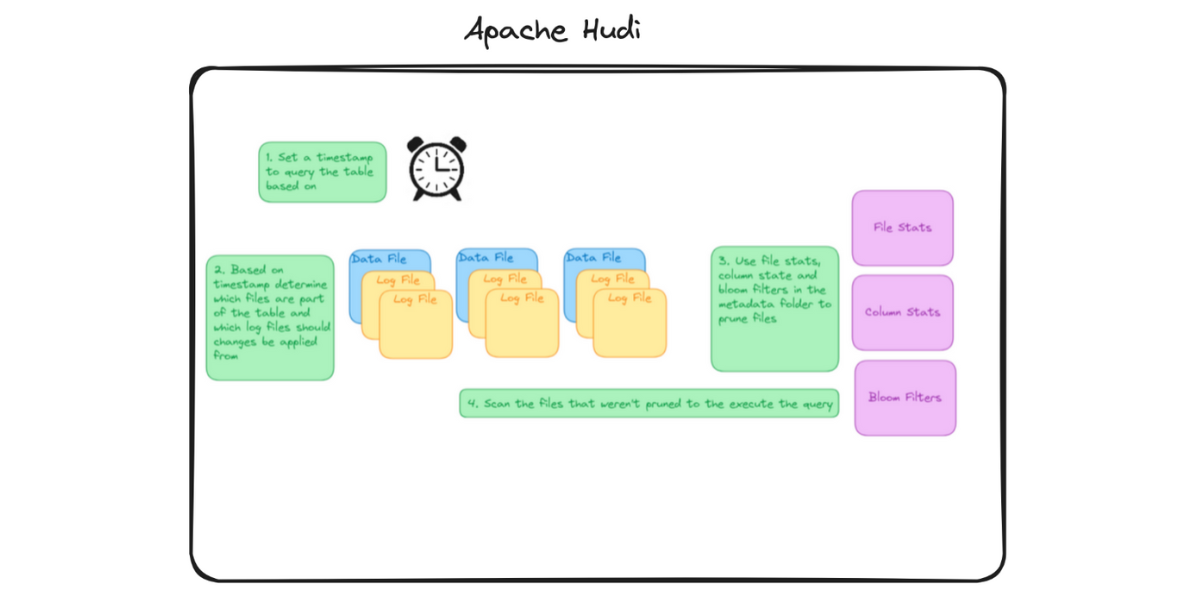 Apache Hudi
1. Set a timestamp
to query the table
based on
2. Based on
timestamp determine
which files are part
of the table and
which log files should
changes be applied
from
Data File
Log File
Log File
Data File
Log File
Log File
Data File
Log File
Log File
3. Use file stats,
column state and
bloom filters in the
metadata folder to
prune files
File Stats
Column Stats
Bloom Filters
4. Scan the files that weren't pruned to the execute the query